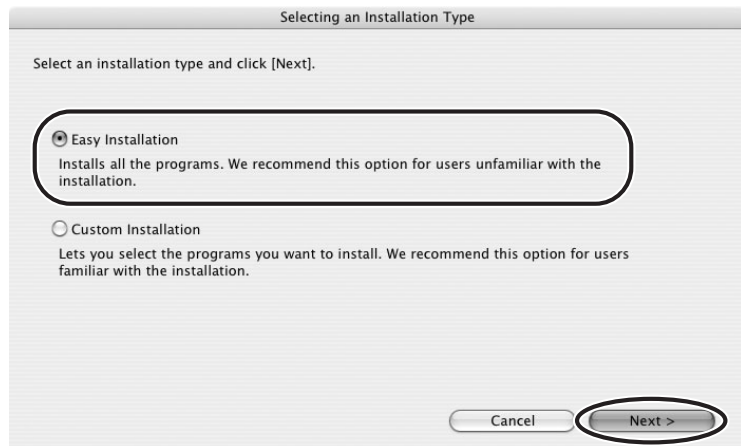 Selecting an Installation Type
Select an installation type and click [Next].
Easy Installation
Installs all the programs. We recommend this option for users unfamiliar with the
installation.
Custom Installation
Lets you select the programs you want to install. We recommend this option for users
familiar with the installation.
Cancel
Next >